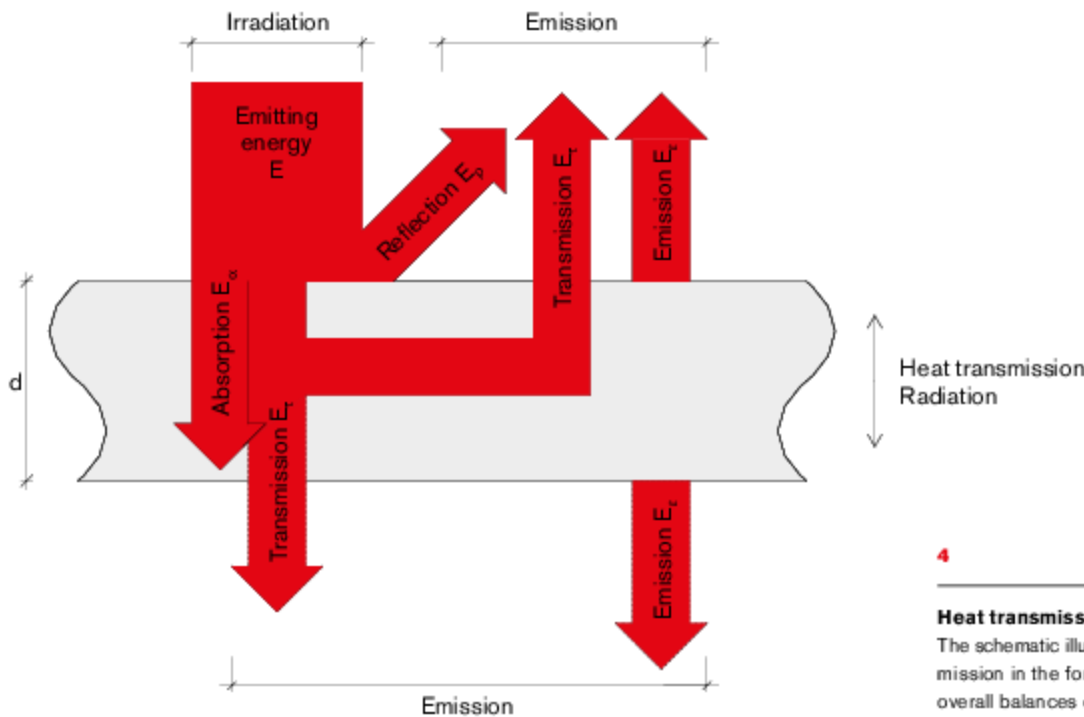 Irradiation
Emission
Emitting
energy
E
Reflection Eρ
Transmission Eτ
Emission Eε
Absorption Eα
Transmission Eτ
d
Heat transmission
Radiation
Emission Eε
Emission
4
Heat transmiss
The schematic illu
mission in the for
overall balances